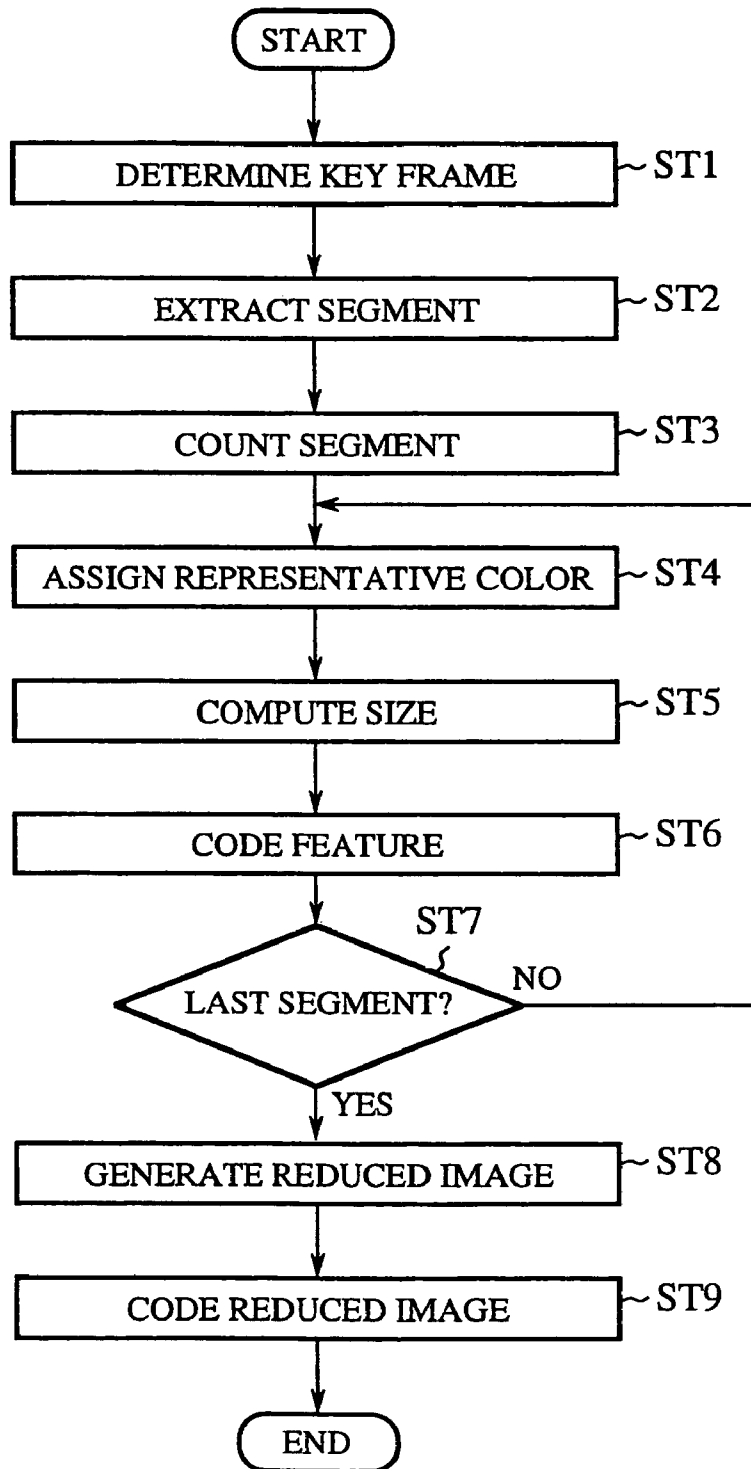 START
DETERMINE KEY FRAME
ST1
EXTRACT SEGMENT
ST2
COUNT SEGMENT
ST3
ASSIGN REPRESENTATIVE COLOR
ST4
COMPUTE SIZE
ST5
CODE FEATURE
ST6
ST7
LAST SEGMENT?
NO
YES
GENERATE REDUCED IMAGE
ST8
CODE REDUCED IMAGE
ST9
END